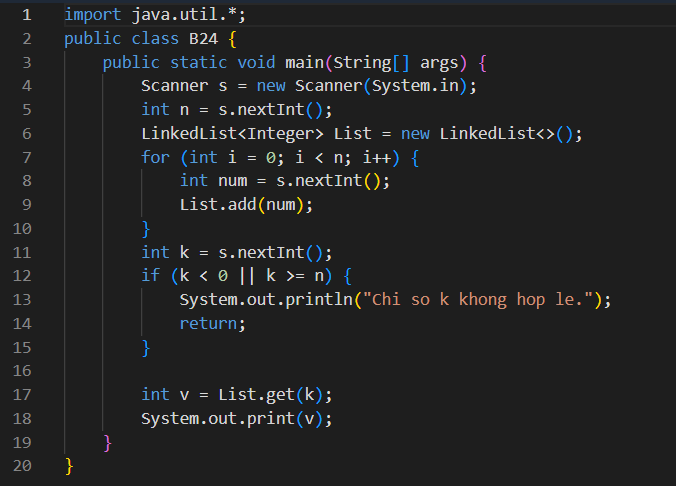 1 import java.util.*;
2 public class B24 {
3     public static void main(String[] args) {
4         Scanner s = new Scanner(System.in);
5         int n = s.nextInt();
6         LinkedList<Integer> List = new LinkedList<>();
7         for (int i = 0; i < n; i++) {
8             int num = s.nextInt();
9             List.add(num);
10         }
11         int k = s.nextInt();
12         if (k < 0 || k >= n) {
13             System.out.println("Chi so k khong hop le.");
14             return;
15         }
16
17         int v = List.get(k);
18         System.out.print(v);
19     }
20 }